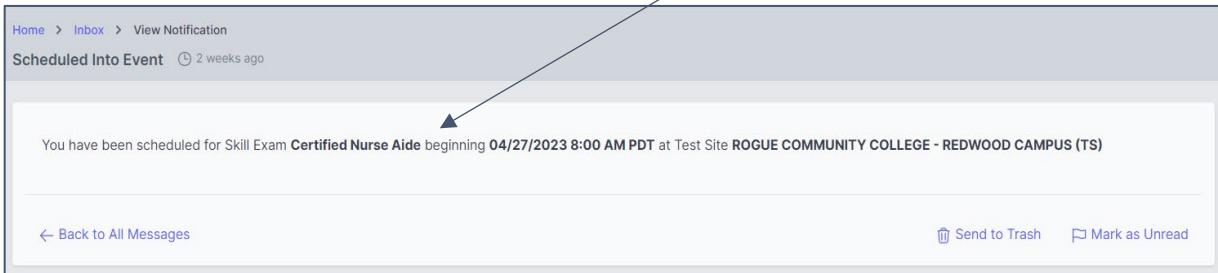 Home > Inbox > View Notification
Scheduled Into Event 2 weeks ago
You have been scheduled for Skill Exam Certified Nurse Aide beginning 04/27/2023 8:00 AM PDT at Test Site ROGUE COMMUNITY COLLEGE - REDWOOD CAMPUS (TS)
← Back to All Messages Send to Trash Mark as Unread